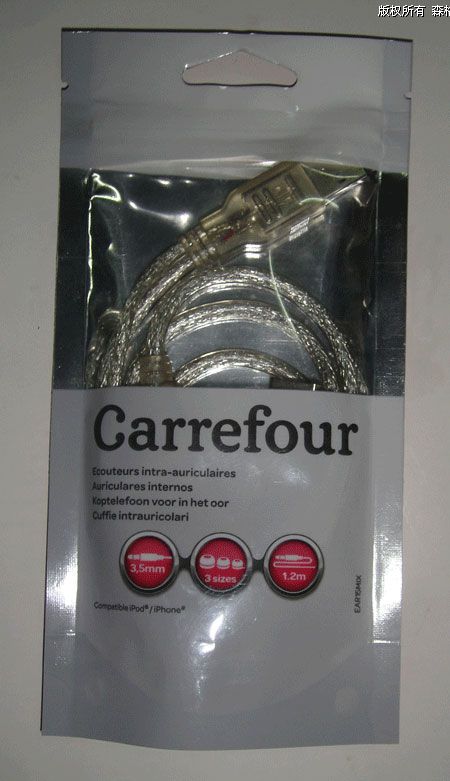 版权所有 森
Carrefour
Ecouteurs intra-auriculaires
Auriculares internos
Koptelefoon voor in het oor
Cuffie intrauricolari
3,5mm
3 sizes
1.2m
Compatible iPod® / iPhone®
EAR15MIX